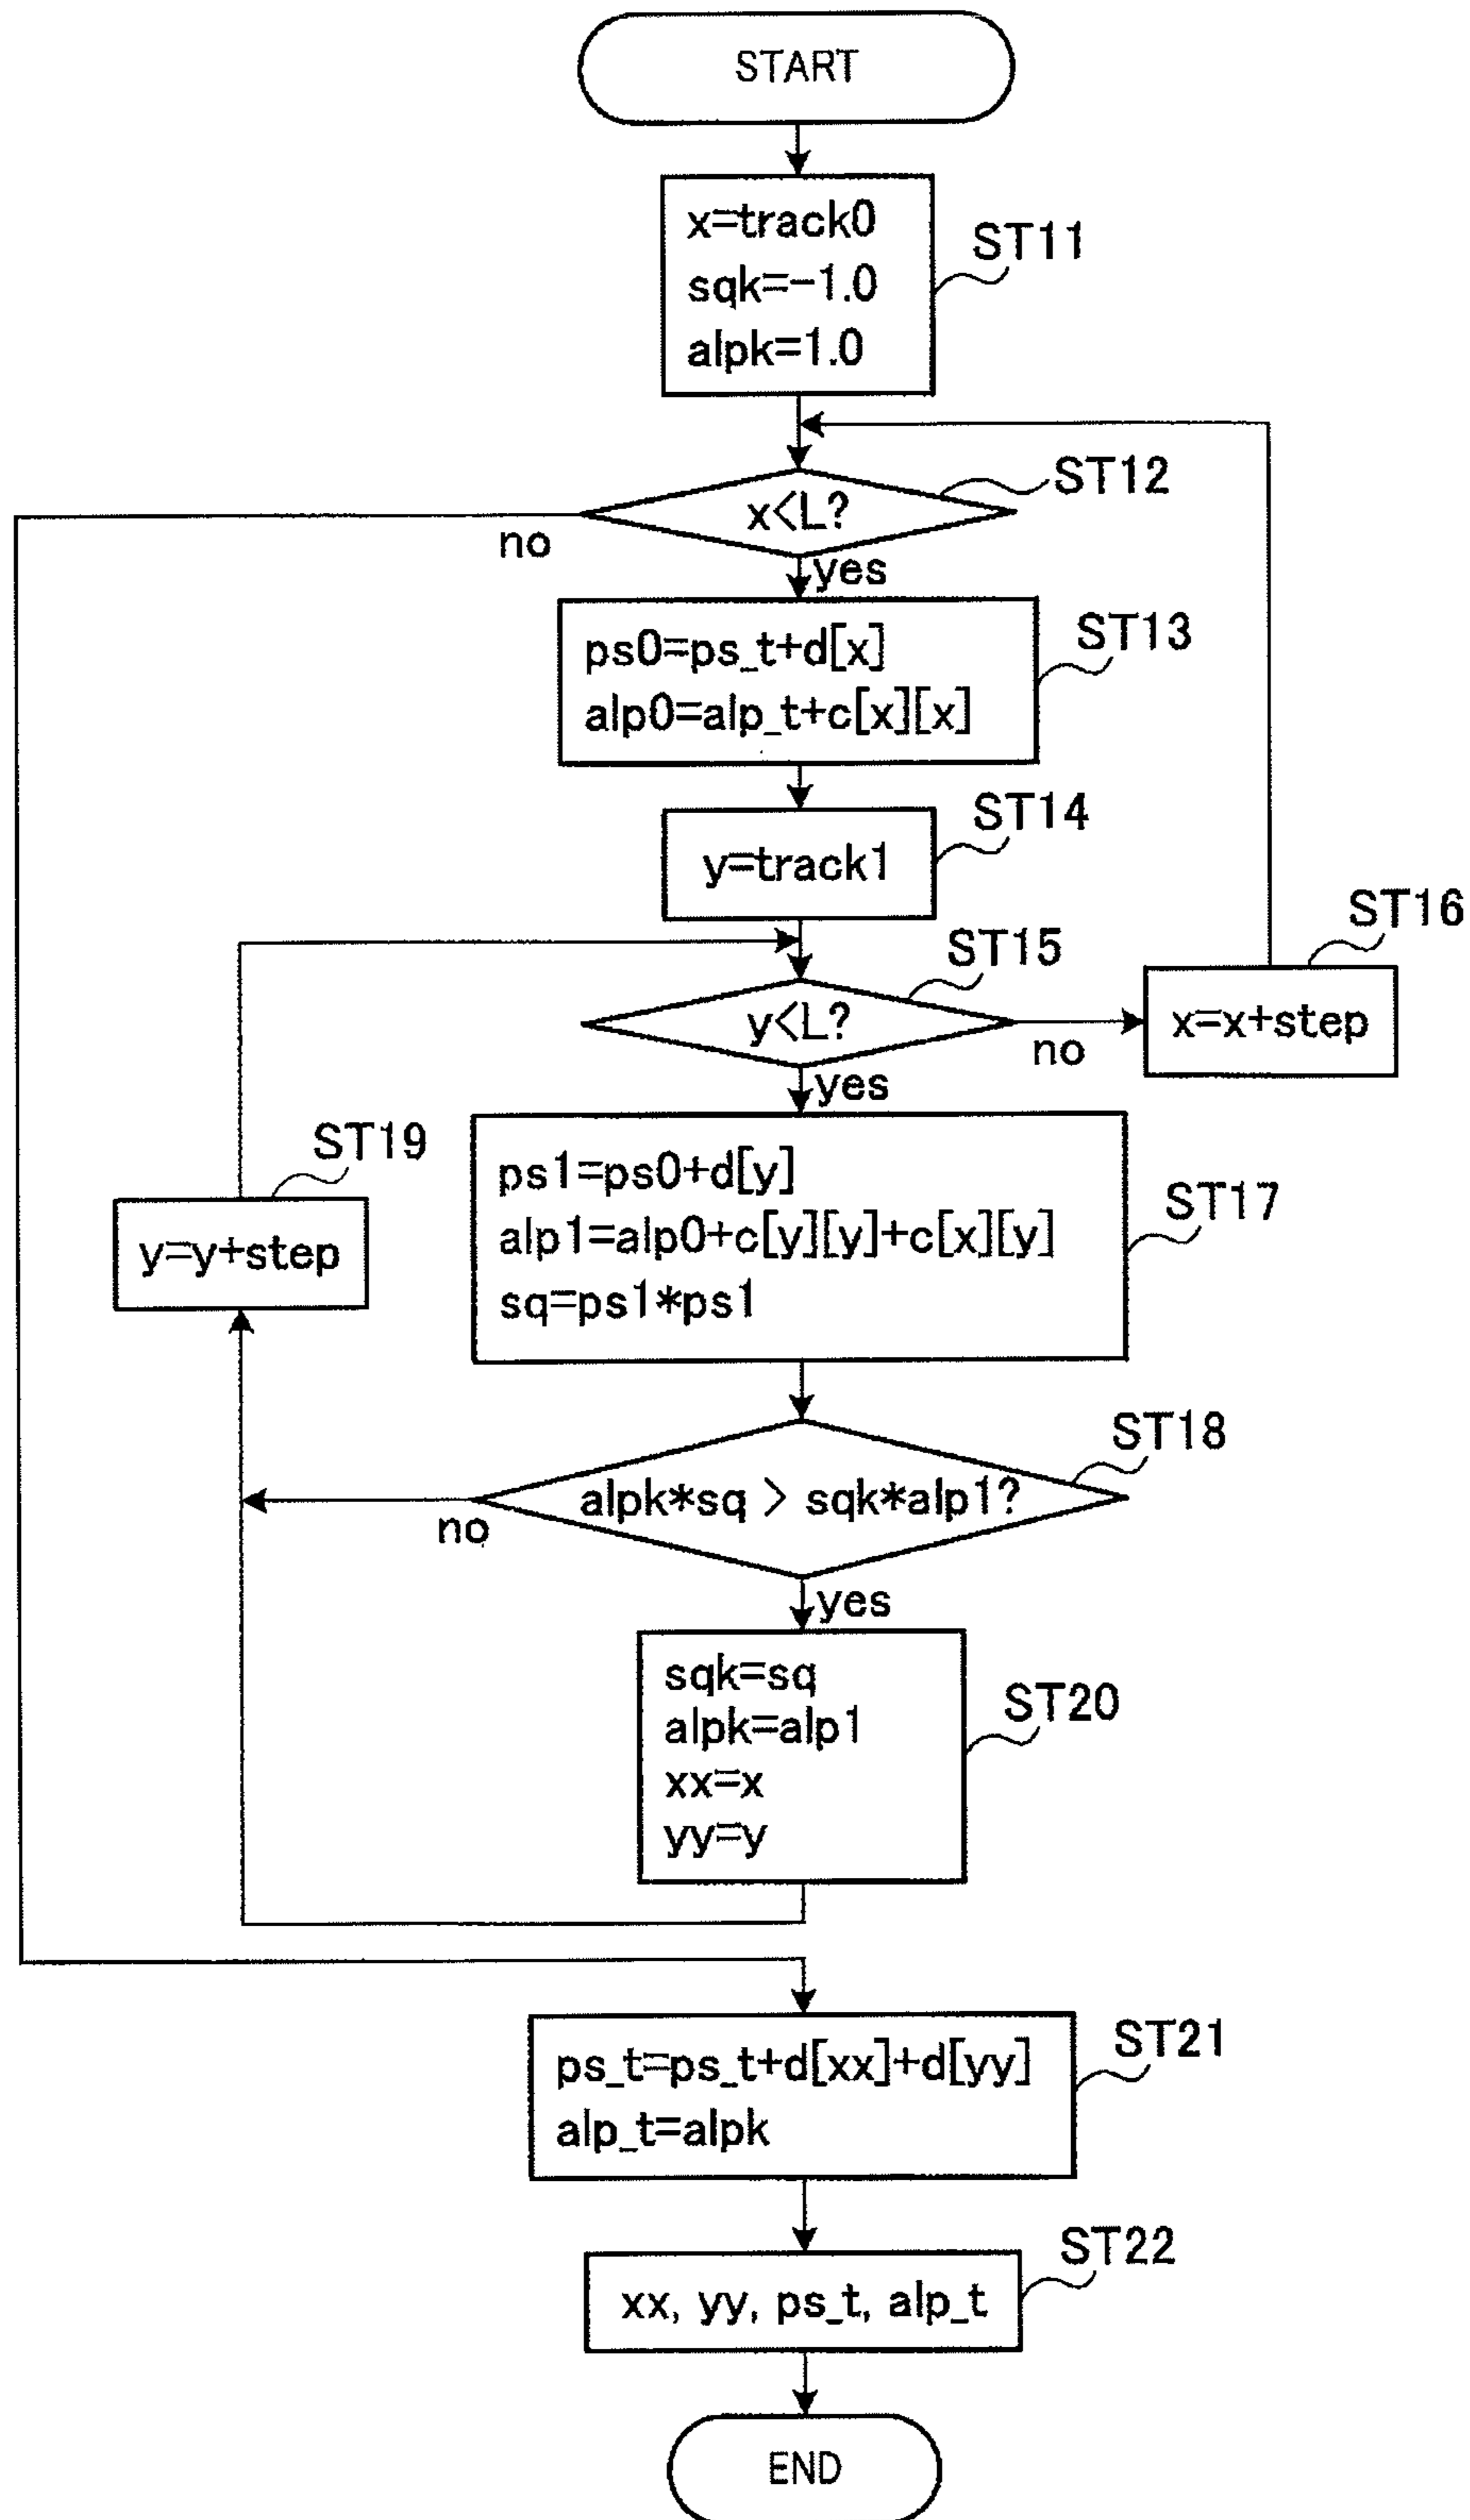 START
x=track0
sqk=-1.0
alpk=1.0
ST11
x<L?
ST12
no
yes
ps0=ps_t+d[x]
alp0=alp_t+c[x][x]
ST13
y=track1
ST14
y<L?
ST15
no
x=x+step
ST16
yes
ps1=ps0+d[y]
alp1=alp0+c[y][y]+c[x][y]
sq=ps1*ps1
ST17
y=y+step
ST19
alpk*sq > sqk*alp1?
ST18
no
yes
sqk=sq
alpk=alp1
xx=x
yy=y
ST20
ps_t=ps_t+d[xx]+d[yy]
alp_t=alpk
ST21
xx, yy, ps_t, alp_t
ST22
END